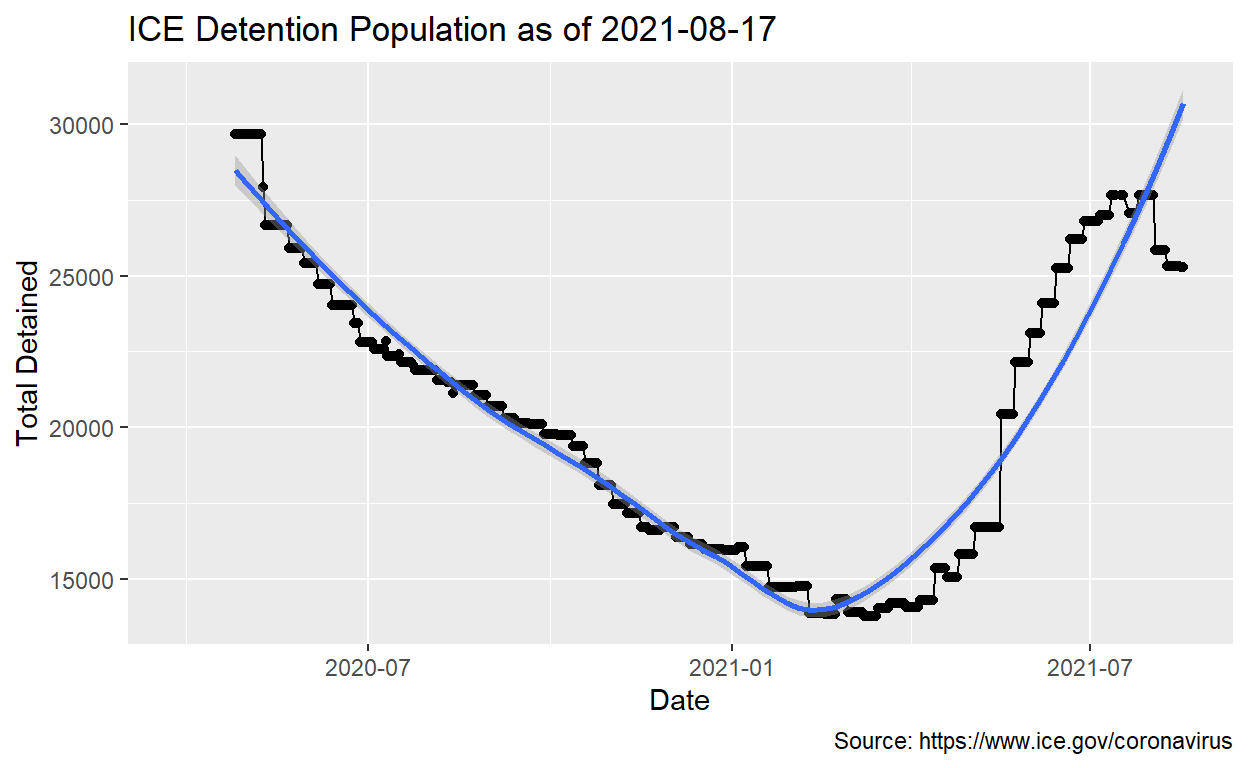 ICE Detention Population as of 2021-08-17
30000
25000
20000
15000
Total Detained
2020-07
2021-01
2021-07
Date
Source: https://www.ice.gov/coronavirus